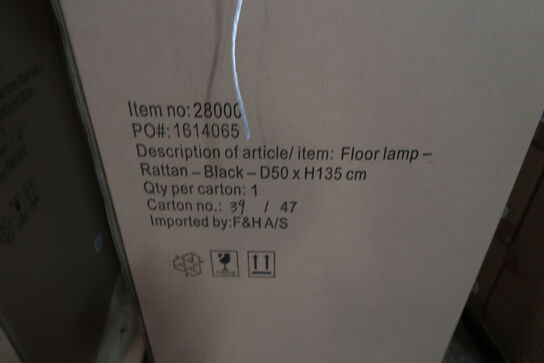 Item no: 28000
PO#: 1614065
Description of article/ item: Floor lamp –
Rattan – Black – D50 x H135 cm
Qty per carton: 1
Carton no.: 39 / 47
Imported by: F&H A/S